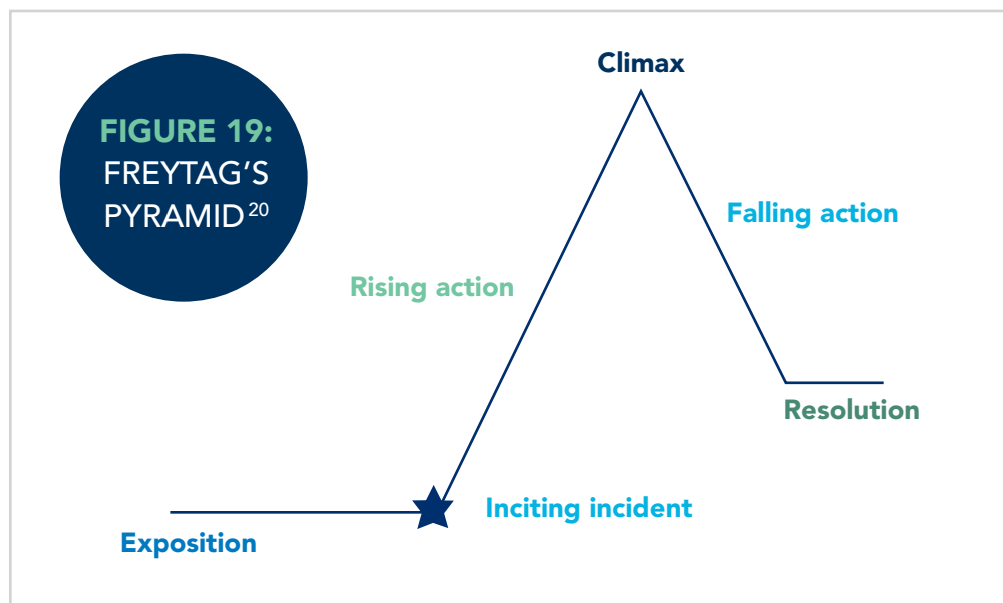 FIGURE 19:
FREYTAG’S
PYRAMID20
Climax
Falling action
Rising action
Resolution
Inciting incident
Exposition